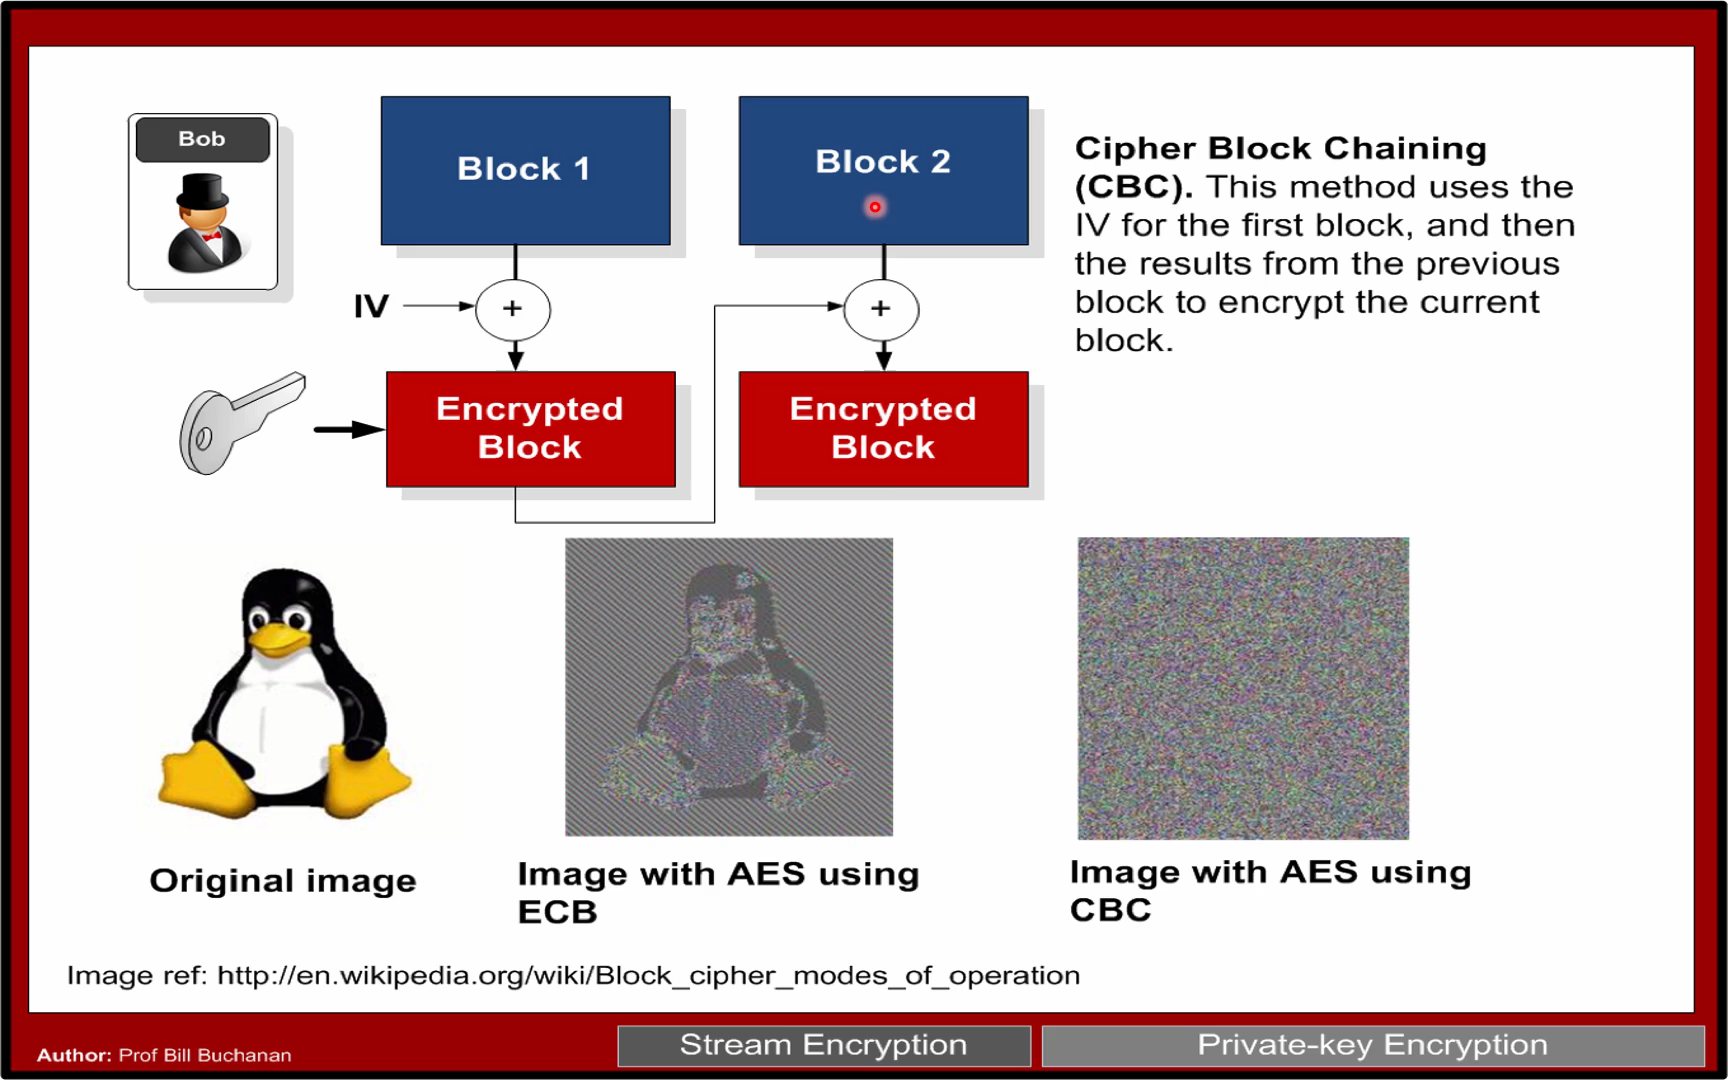 Bob
Block 1
Block 2
Cipher Block Chaining
(CBC). This method uses the
IV for the first block, and then
the results from the previous
block to encrypt the current
block.
IV
+
+
Encrypted
Block
Encrypted
Block
Original image
Image with AES using
ECB
Image with AES using
CBC
Image ref: http://en.wikipedia.org/wiki/Block_cipher_modes_of_operation
Author: Prof Bill Buchanan
Stream Encryption
Private-key Encryption